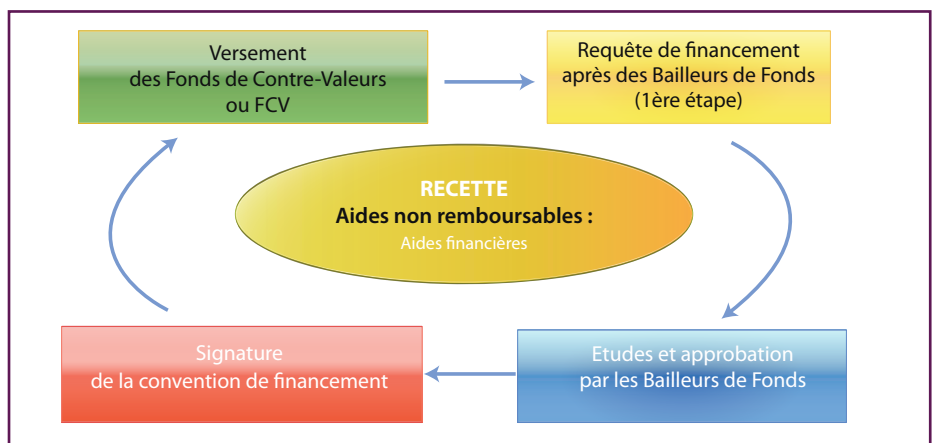 Versement
des Fonds de Contre-Valeurs
ou FCV
Requête de financement
après des Bailleurs de Fonds
(1ère étape)
RECETTE
Aides non remboursables :
Aides financières
Signature
de la convention de financement
Etudes et approbation
par les Bailleurs de Fonds